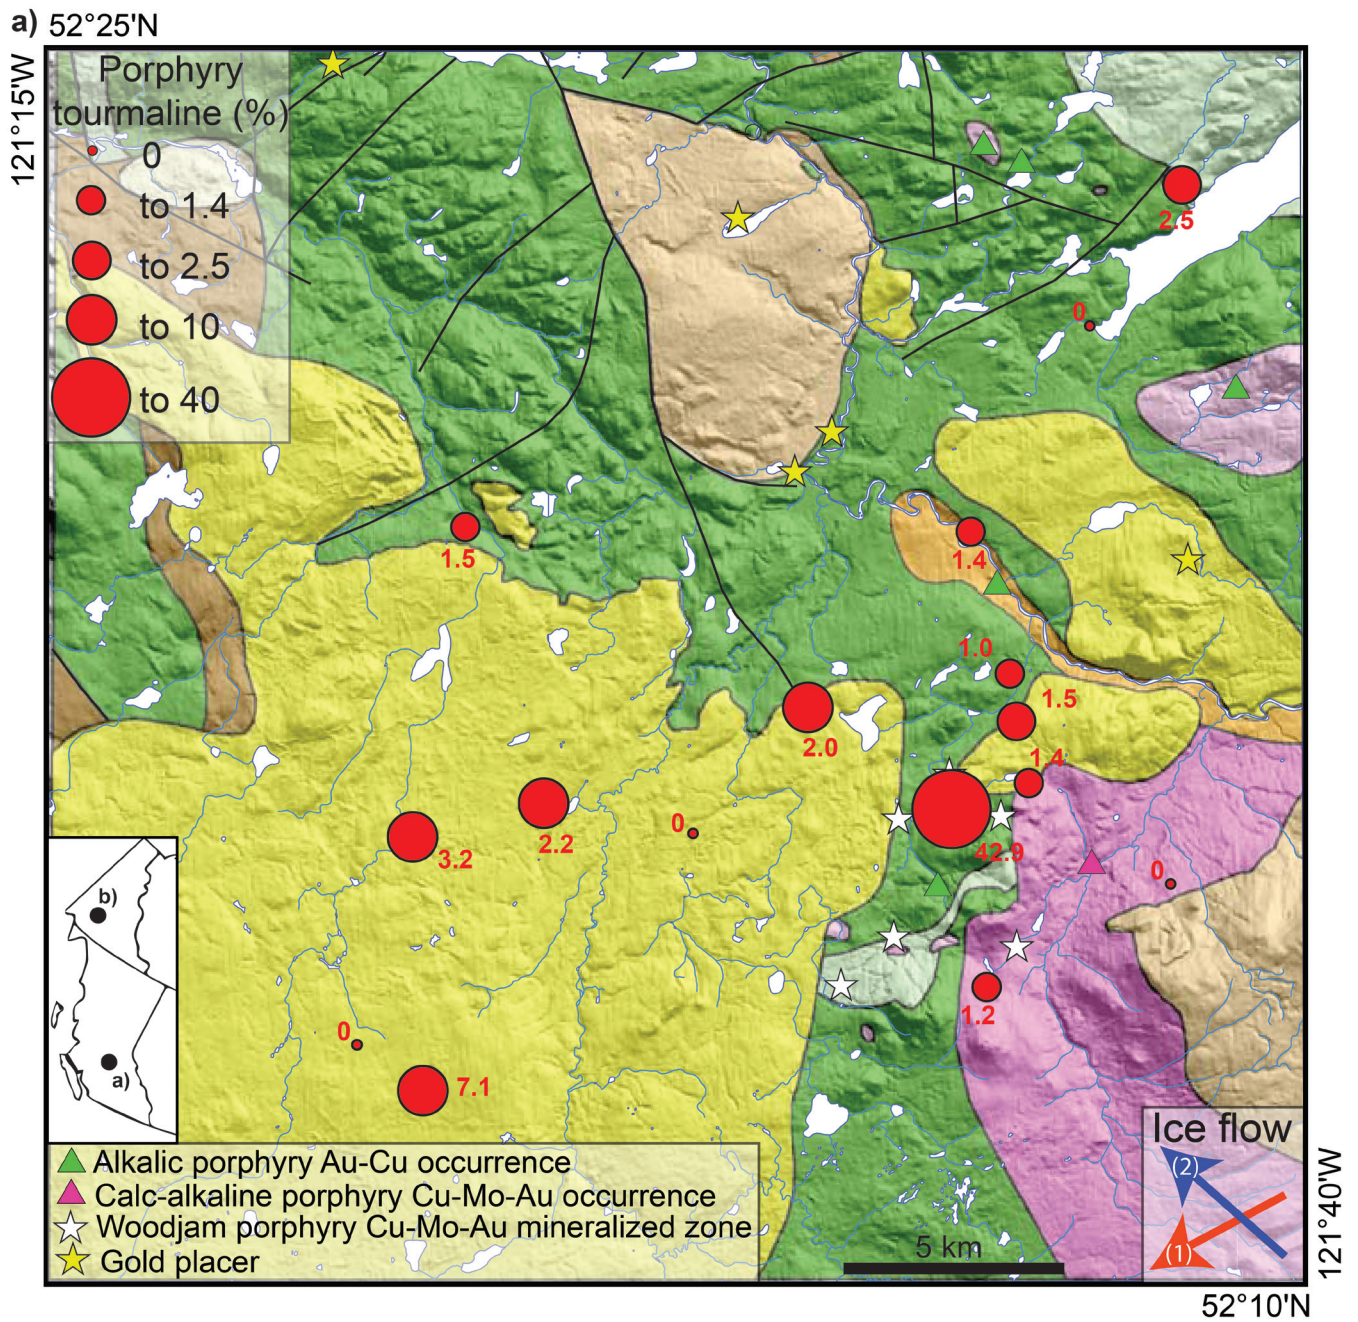 a) 52°25'N
121°15'W
Porphyry
tourmaline (%)
0
to 1.4
to 2.5
to 10
to 40
2.5
0
1.5
1.4
1.0
1.5
2.0
1.4
42.9
3.2
2.2
0
0
1.2
0
7.1
b)
a)
Alkalic porphyry Au-Cu occurrence
Calc-alkaline porphyry Cu-Mo-Au occurrence
Woodjam porphyry Cu-Mo-Au mineralized zone
Gold placer
5 km
Ice flow
(2)
(1)
121°40'W
52°10'N